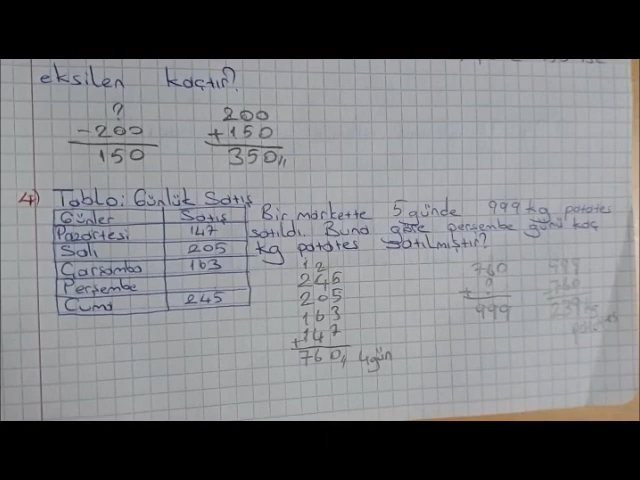 eksilen kaçtır?
?
- 200
150
200
+150
350,,
4) Tablo: Günlük Satış
Günler Satış
Pazartesi 147
Salı 205
Çarşamba 163
Perşembe
Cuma 245
Bir markette 5 günde 999 kg patates
satıldı. Buna göre perşembe günü kaç
kg patates satılmıştır?
12
245
205
163
+147
760,, 4gün
760
+ ?
999
999
760
239 kg